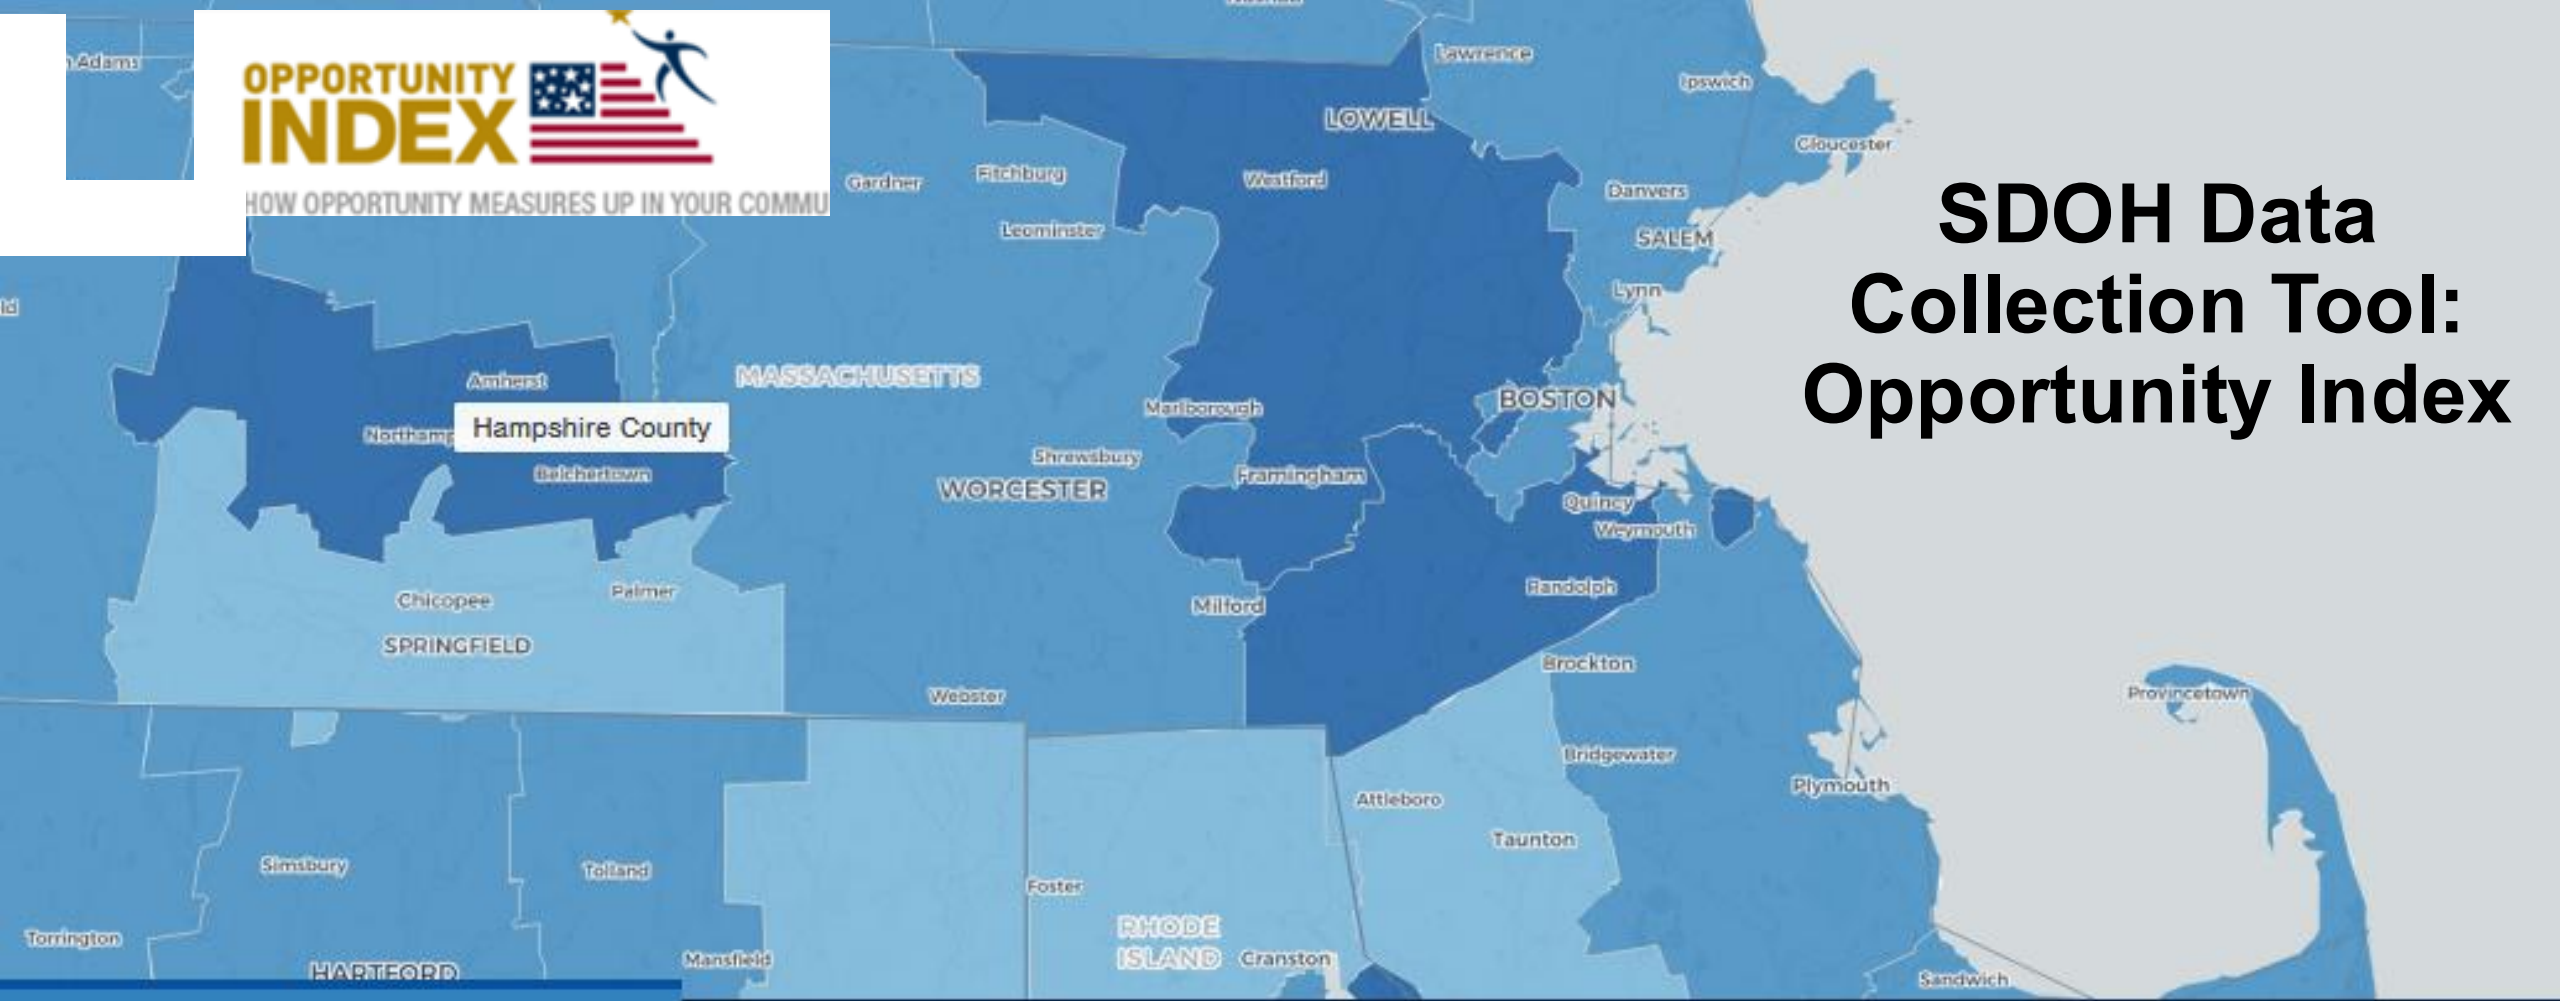 OPPORTUNITY
INDEX
HOW OPPORTUNITY MEASURES UP IN YOUR COMMU
SDOH Data
Collection Tool:
Opportunity Index
Adams
Lawrence
Ipswich
LOWELL
Gloucester
Gardner
Fitchburg
Westford
Danvers
Leominster
SALEM
Lynn
ld
MASSACHUSETTS
Amherst
BOSTON
Marlborough
Northamp
Hampshire County
Belchertown
Shrewsbury
Framingham
WORCESTER
Quincy
Weymouth
Chicopee
Palmer
Randolph
Milford
SPRINGFIELD
Brockton
Webster
Provincetown
Bridgewater
Plymouth
Attleboro
Taunton
Simsbury
Tolland
Foster
RHODE
ISLAND
Cranston
Torrington
HARTFORD
Mansfield
Sandwich